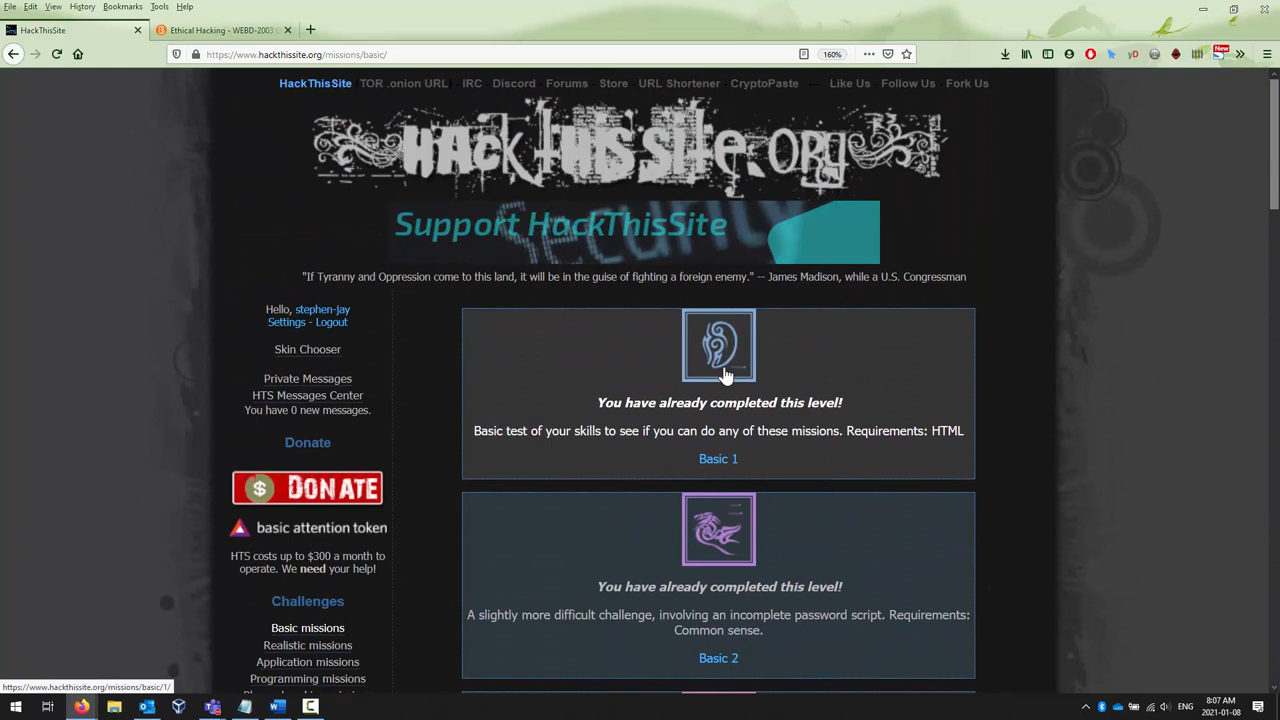 File Edit View History Bookmarks Tools Help
HackThisSite
Ethical Hacking - WEBD-2003
https://www.hackthissite.org/missions/basic/
160%
New
HackThisSite (TOR .onion URL) - IRC - Discord - Forums - Store - URL Shortener - CryptoPaste --- Like Us - Follow Us - Fork Us
HACK THIS SITE.ORG
Support HackThisSite
"If Tyranny and Oppression come to this land, it will be in the guise of fighting a foreign enemy." -- James Madison, while a U.S. Congressman
Hello, stephen-jay
Settings - Logout
Skin Chooser
Private Messages
HTS Messages Center
You have 0 new messages.
Donate
$ DONATE
basic attention token
HTS costs up to $300 a month to
operate. We need your help!
Challenges
Basic missions
Realistic missions
Application missions
Programming missions
You have already completed this level!
Basic test of your skills to see if you can do any of these missions. Requirements: HTML
Basic 1
You have already completed this level!
A slightly more difficult challenge, involving an incomplete password script. Requirements:
Common sense.
Basic 2
https://www.hackthissite.org/missions/basic/1/
ENG
8:07 AM
2021-01-08